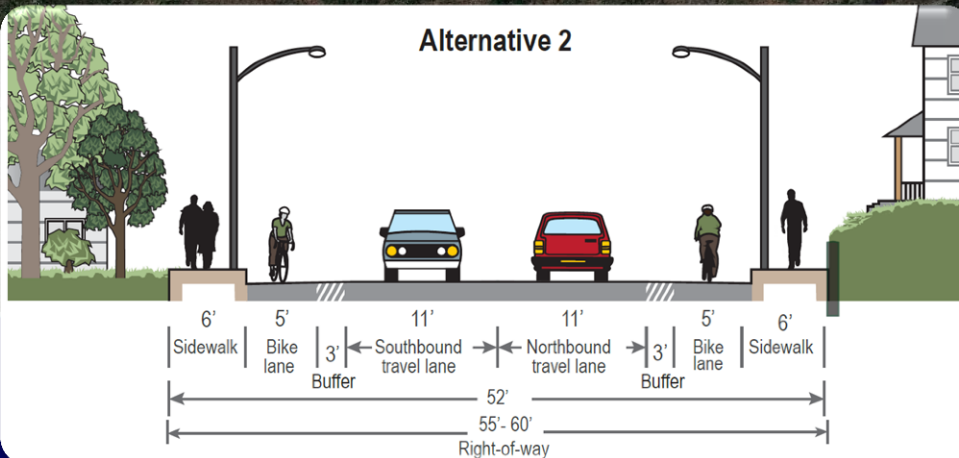 Alternative 2
6’ 5’ 11’ 11’ 5’ 6’
Sidewalk Bike lane 3’ Southbound travel lane Northbound travel lane 3’ Bike lane Sidewalk
Buffer Buffer
52’
55’- 60’
Right-of-way